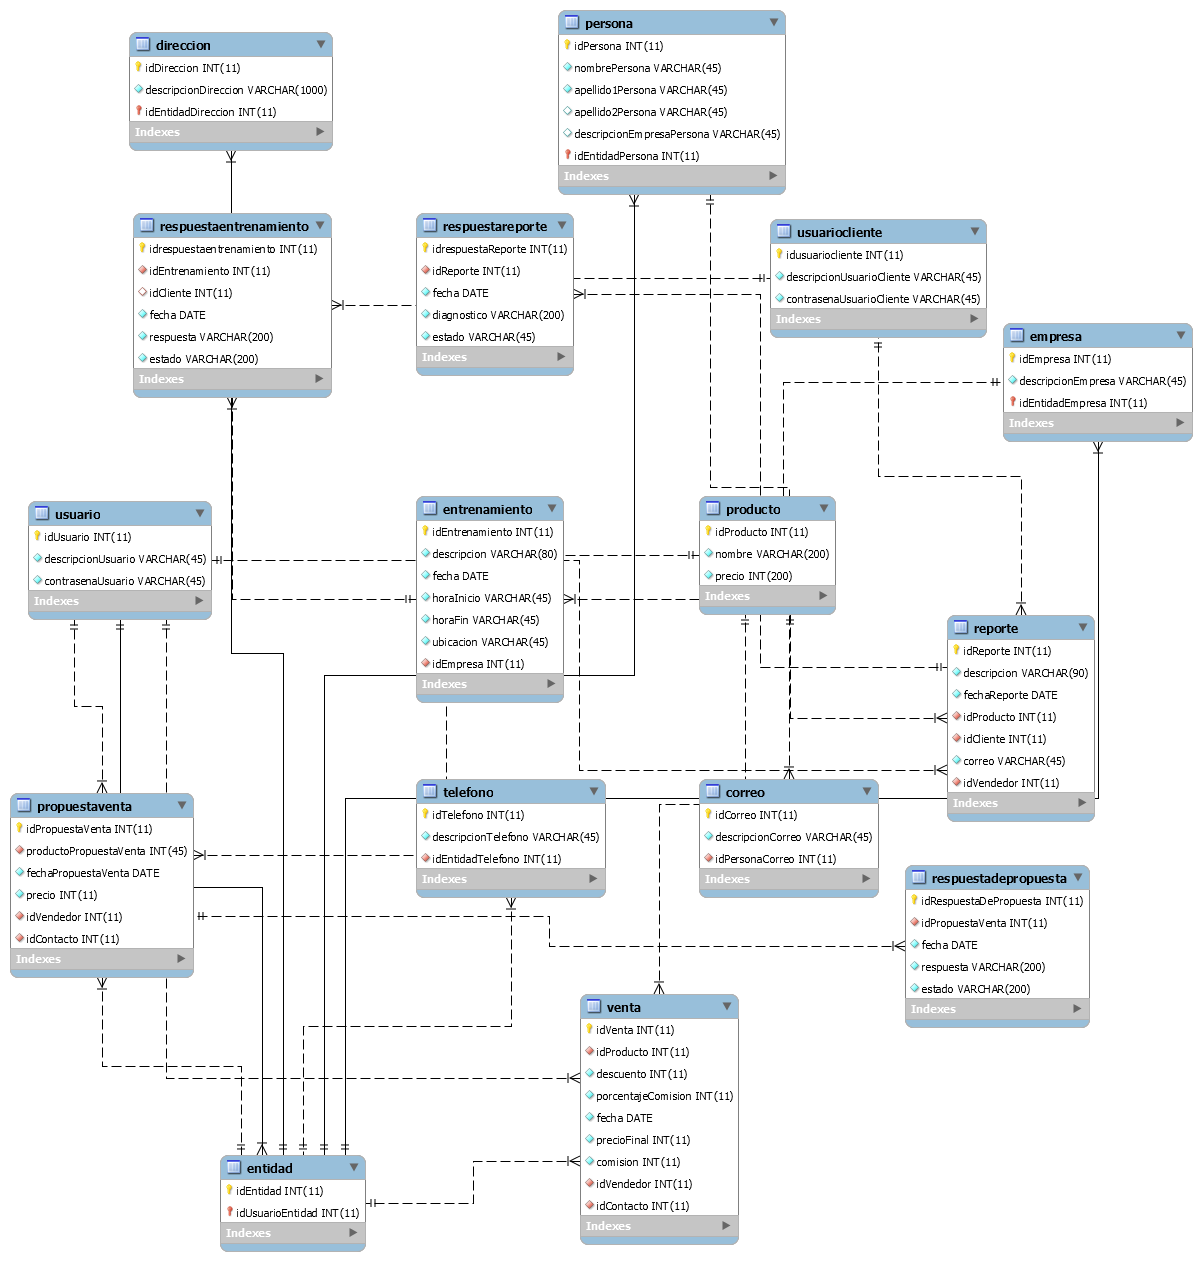 persona
idPersona INT(11)
nombrePersona VARCHAR(45)
apellido1Persona VARCHAR(45)
apellido2Persona VARCHAR(45)
descripcionEmpresaPersona VARCHAR(45)
idEntidadPersona INT(11)
Indexes
direccion
idDireccion INT(11)
descripcionDireccion VARCHAR(1000)
idEntidadDireccion INT(11)
Indexes
respuestaentrenamiento
idrespuestaentrenamiento INT(11)
idEntrenamiento INT(11)
idCliente INT(11)
fecha DATE
respuesta VARCHAR(200)
estado VARCHAR(200)
Indexes
respuestareporte
idrespuestaReporte INT(11)
idReporte INT(11)
fecha DATE
diagnostico VARCHAR(200)
estado VARCHAR(45)
Indexes
usuariocliente
idusuariocliente INT(11)
descripcionUsuarioCliente VARCHAR(45)
contrasenaUsuarioCliente VARCHAR(45)
Indexes
empresa
idEmpresa INT(11)
descripcionEmpresa VARCHAR(45)
idEntidadEmpresa INT(11)
Indexes
usuario
idUsuario INT(11)
descripcionUsuario VARCHAR(45)
contrasenaUsuario VARCHAR(45)
Indexes
entrenamiento
idEntrenamiento INT(11)
descripcion VARCHAR(80)
fecha DATE
horaInicio VARCHAR(45)
horaFin VARCHAR(45)
ubicacion VARCHAR(45)
idEmpresa INT(11)
Indexes
producto
idProducto INT(11)
nombre VARCHAR(200)
precio INT(200)
Indexes
reporte
idReporte INT(11)
descripcion VARCHAR(90)
fechaReporte DATE
idProducto INT(11)
idCliente INT(11)
correo VARCHAR(45)
idVendedor INT(11)
Indexes
propuestaventa
idPropuestaVenta INT(11)
productoPropuestaVenta INT(45)
fechaPropuestaVenta DATE
precio INT(11)
idVendedor INT(11)
idContacto INT(11)
Indexes
telefono
idTelefono INT(11)
descripcionTelefono VARCHAR(45)
idEntidadTelefono INT(11)
Indexes
correo
idCorreo INT(11)
descripcionCorreo VARCHAR(45)
idPersonaCorreo INT(11)
Indexes
respuestadepropuesta
idRespuestaDePropuesta INT(11)
idPropuestaVenta INT(11)
fecha DATE
respuesta VARCHAR(200)
estado VARCHAR(200)
Indexes
venta
idVenta INT(11)
idProducto INT(11)
descuento INT(11)
porcentajeComision INT(11)
fecha DATE
precioFinal INT(11)
comision INT(11)
idVendedor INT(11)
idContacto INT(11)
Indexes
entidad
idEntidad INT(11)
idUsuarioEntidad INT(11)
Indexes